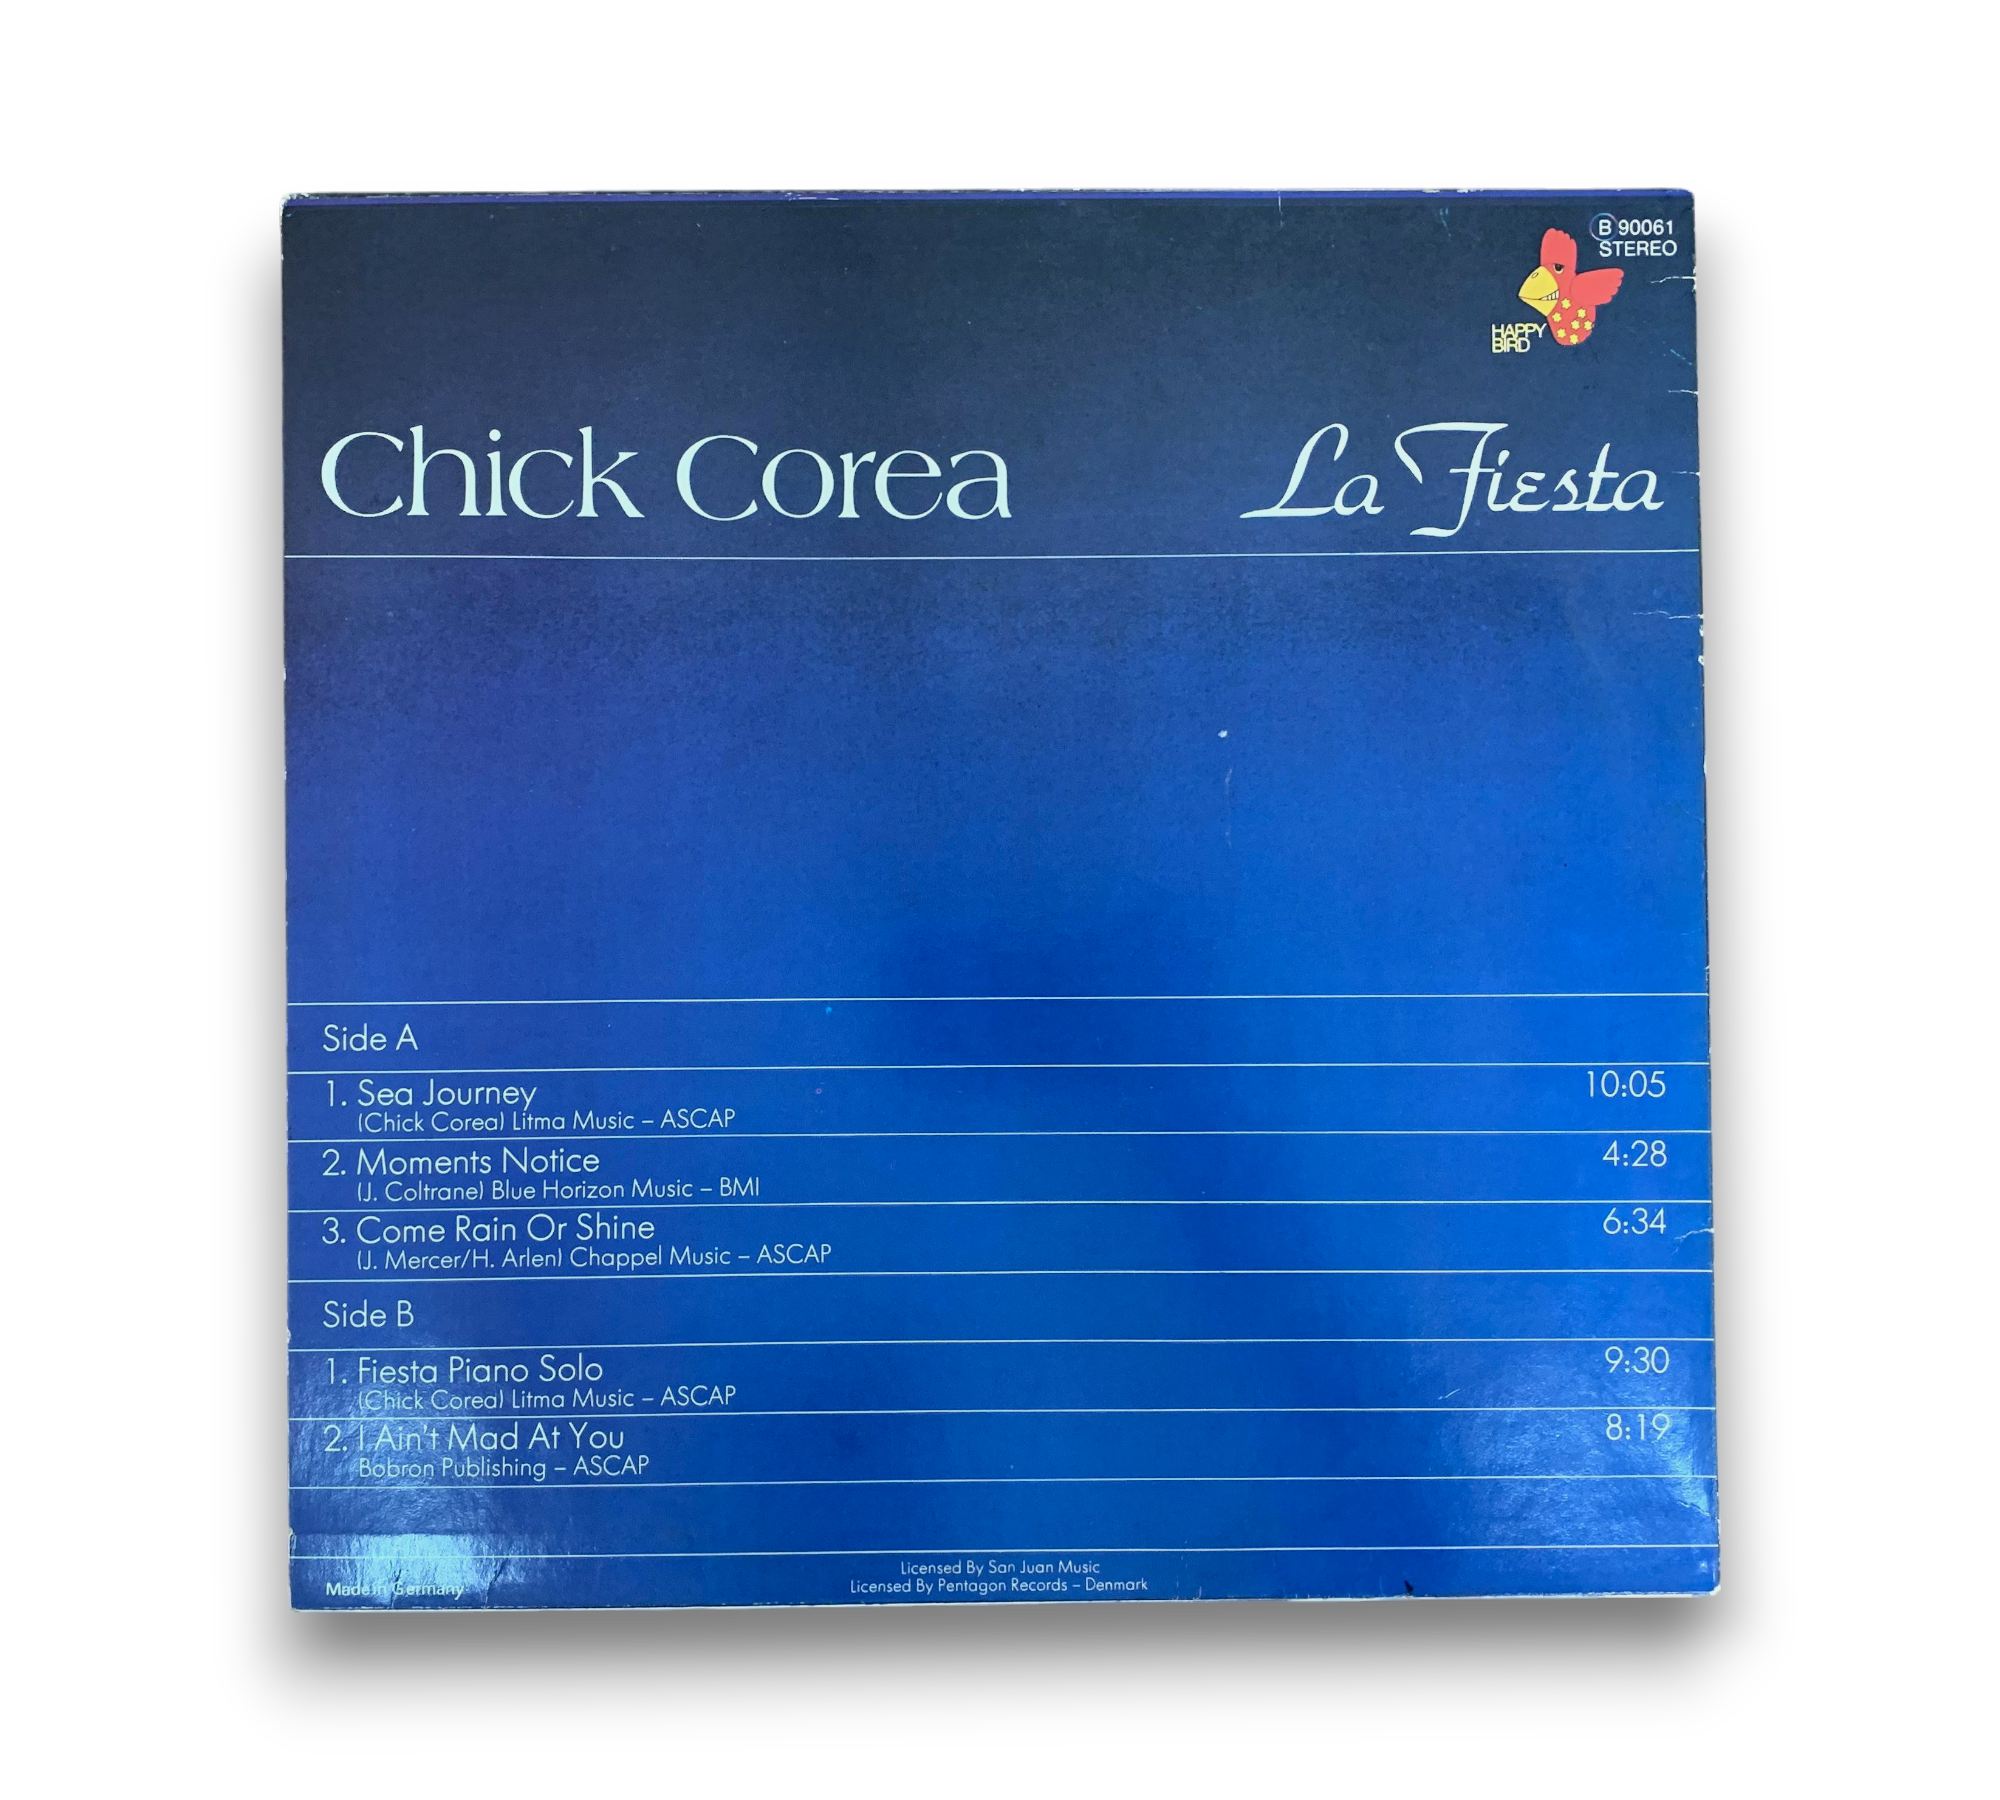 B 90061
STEREO
HAPPY
BIRD
Chick Corea La Fiesta
Side A
1. Sea Journey 10:05
(Chick Corea) Litma Music – ASCAP
2. Moments Notice 4:28
(J. Coltrane) Blue Horizon Music – BMI
3. Come Rain Or Shine 6:34
(J. Mercer/H. Arlen) Chappel Music – ASCAP
Side B
1. Fiesta Piano Solo 9:30
(Chick Corea) Litma Music – ASCAP
2. I Ain't Mad At You 8:19
Bobron Publishing – ASCAP
Licensed By San Juan Music
Licensed By Pentagon Records – Denmark
Made in Germany